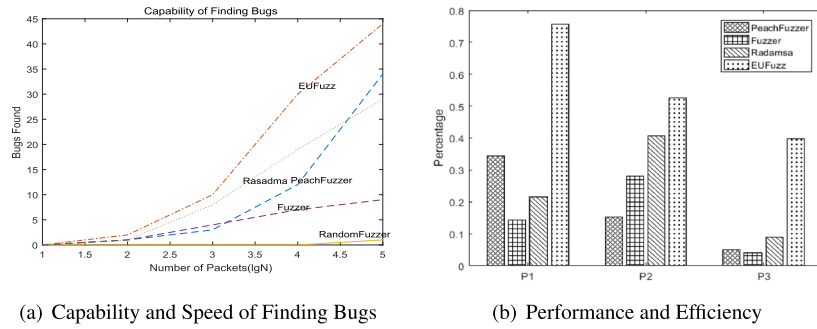 Capability of Finding Bugs
45
40
35
30
25
20
15
10
5
0
Bugs Found
EUFuzz
Rasadma PeachFuzzer
Fuzzer
RandomFuzzer
1 1.5 2 2.5 3 3.5 4 4.5 5
Number of Packets(lgN)
(a) Capability and Speed of Finding Bugs
0.8
0.7
0.6
0.5
0.4
0.3
0.2
0.1
0
Percentage
PeachFuzzer
Fuzzer
Radamsa
EUFuzz
P1 P2 P3
(b) Performance and Efficiency